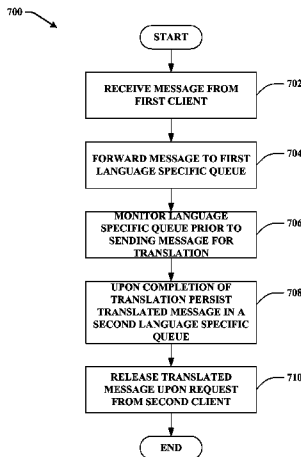 700
START
RECEIVE MESSAGE FROM
FIRST CLIENT
702
FORWARD MESSAGE TO FIRST
LANGUAGE SPECIFIC QUEUE
704
MONITOR LANGUAGE
SPECIFIC QUEUE PRIOR TO
SENDING MESSAGE FOR
TRANSLATION
706
UPON COMPLETION OF
TRANSLATION PERSIST
TRANSLATED MESSAGE IN A
SECOND LANGUAGE SPECIFIC
QUEUE
708
RELEASE TRANSLATED
MESSAGE UPON REQUEST
FROM SECOND CLIENT
710
END